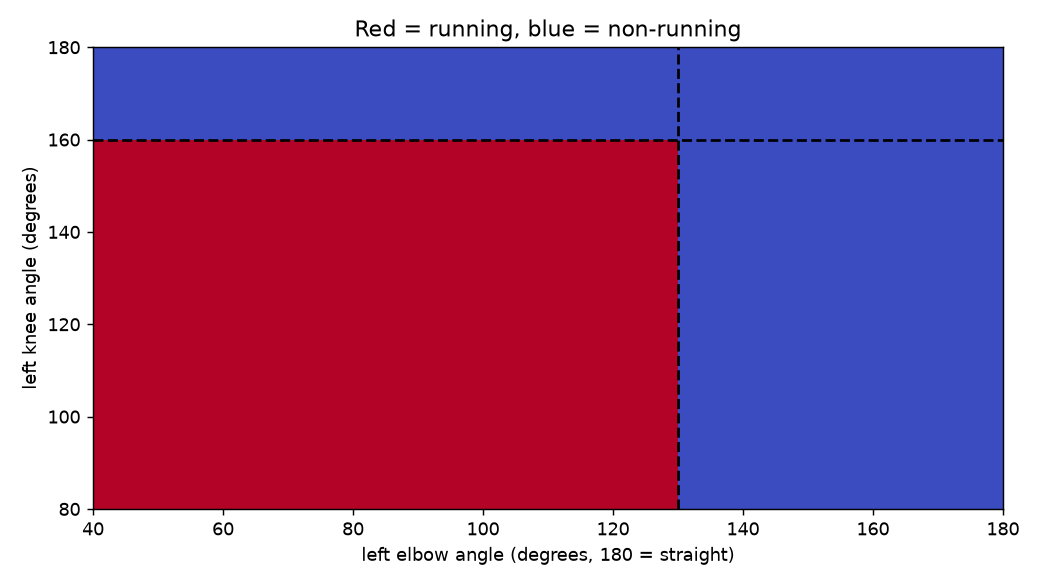 Red = running, blue = non-running
180
160
140
120
100
80
left knee angle (degrees)
40 60 80 100 120 140 160 180
left elbow angle (degrees, 180 = straight)